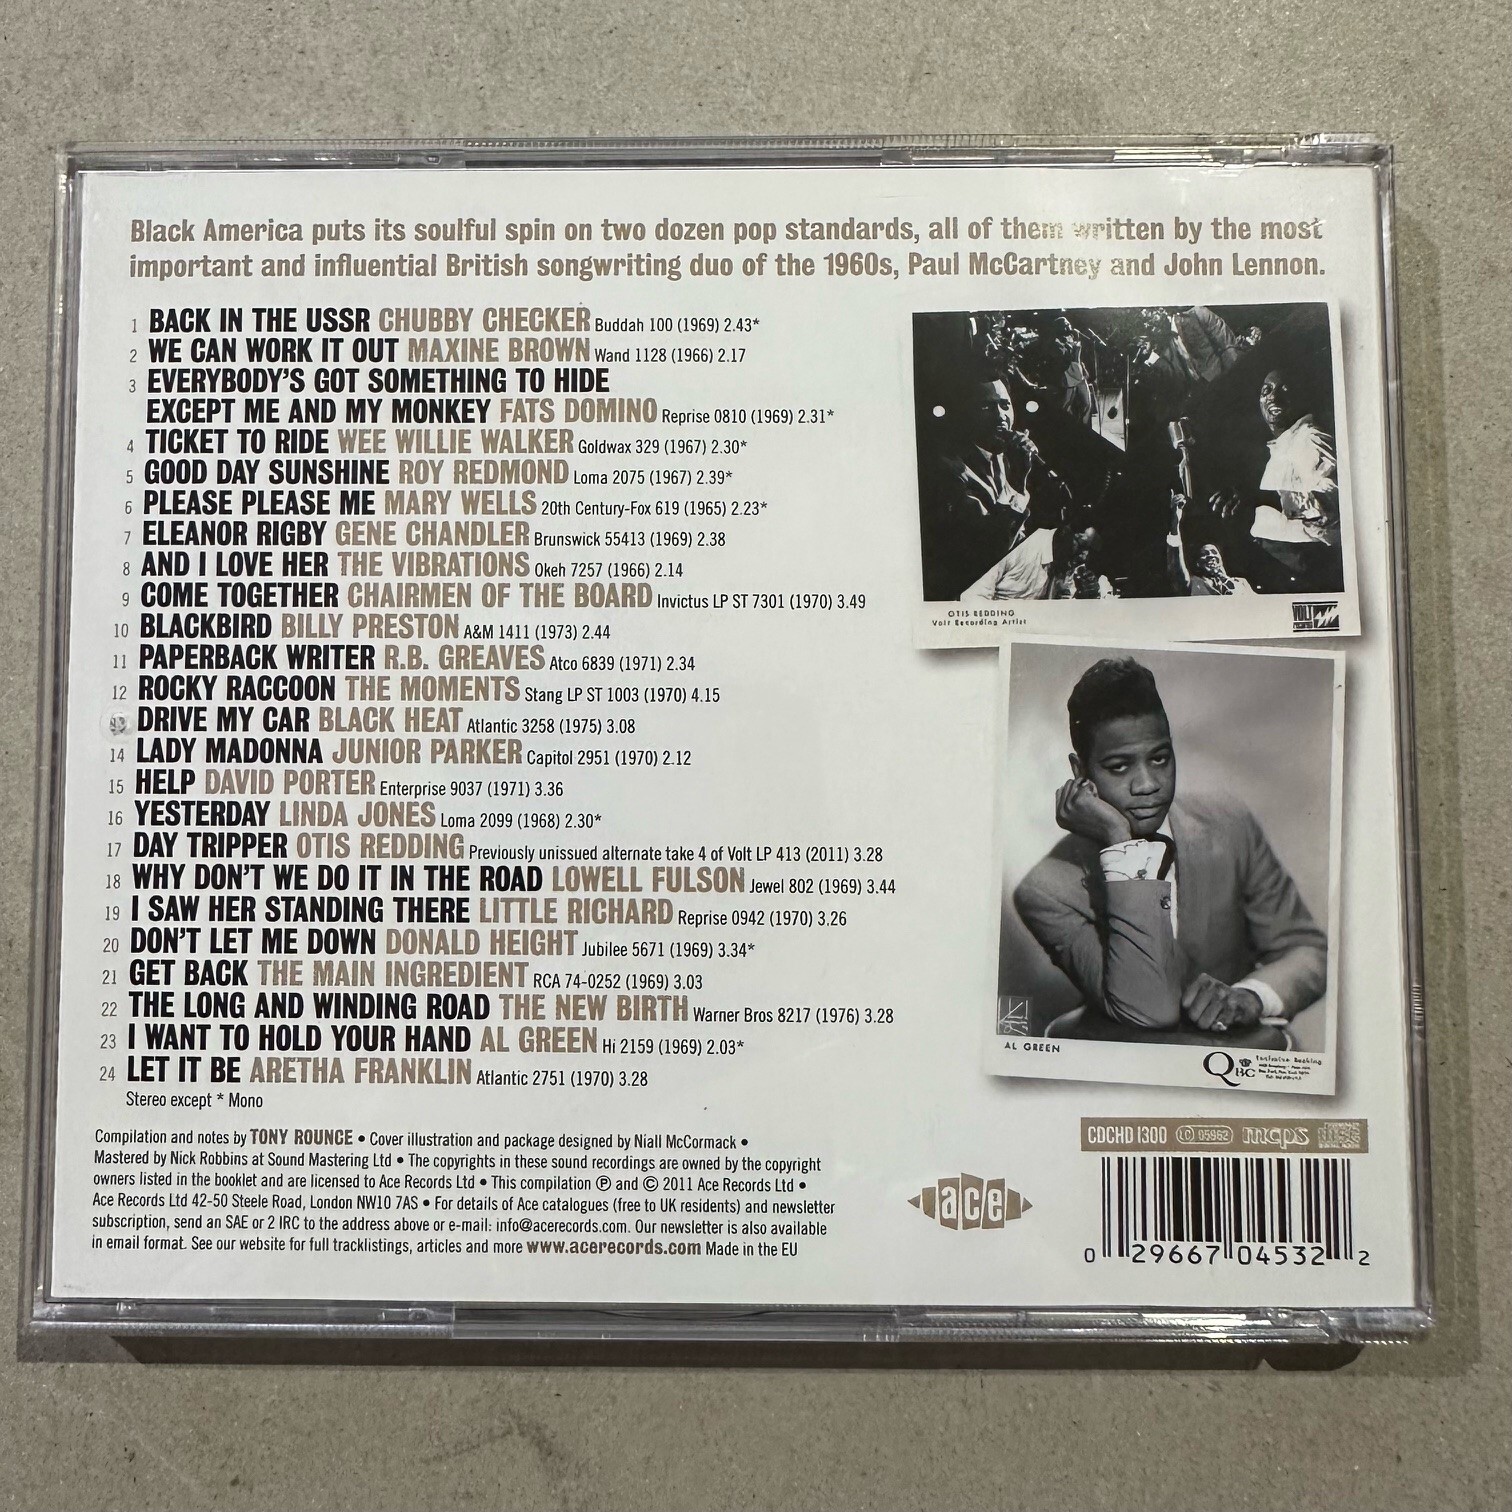 Black America puts its soulful spin on two dozen pop standards, all of them written by the most
important and influential British songwriting duo of the 1960s, Paul McCartney and John Lennon.
1 BACK IN THE USSR CHUBBY CHECKER Buddah 100 (1969) 2.43*
2 WE CAN WORK IT OUT MAXINE BROWN Wand 1128 (1966) 2.17
3 EVERYBODY'S GOT SOMETHING TO HIDE
EXCEPT ME AND MY MONKEY FATS DOMINO Reprise 0810 (1969) 2.31*
4 TICKET TO RIDE WEE WILLIE WALKER Goldwax 329 (1967) 2.30*
5 GOOD DAY SUNSHINE ROY REDMOND Loma 2075 (1967) 2.39*
6 PLEASE PLEASE ME MARY WELLS 20th Century-Fox 619 (1965) 2.23*
7 ELEANOR RIGBY GENE CHANDLER Brunswick 55413 (1969) 2.38
8 AND I LOVE HER THE VIBRATIONS Okeh 7257 (1966) 2.14
9 COME TOGETHER CHAIRMEN OF THE BOARD Invictus LP ST 7301 (1970) 3.49
10 BLACKBIRD BILLY PRESTON A&M 1411 (1973) 2.44
11 PAPERBACK WRITER R.B. GREAVES Atco 6839 (1971) 2.34
12 ROCKY RACCOON THE MOMENTS Stang LP ST 1003 (1970) 4.15
13 DRIVE MY CAR BLACK HEAT Atlantic 3258 (1975) 3.08
14 LADY MADONNA JUNIOR PARKER Capitol 2951 (1970) 2.12
15 HELP DAVID PORTER Enterprise 9037 (1971) 3.36
16 YESTERDAY LINDA JONES Loma 2099 (1968) 2.30*
17 DAY TRIPPER OTIS REDDING Previously unissued alternate take 4 of Volt LP 413 (2011) 3.28
18 WHY DON'T WE DO IT IN THE ROAD LOWELL FULSON Jewel 802 (1969) 3.44
19 I SAW HER STANDING THERE LITTLE RICHARD Reprise 0942 (1970) 3.26
20 DON'T LET ME DOWN DONALD HEIGHT Jubilee 5671 (1969) 3.34*
21 GET BACK THE MAIN INGREDIENT RCA 74-0252 (1969) 3.03
22 THE LONG AND WINDING ROAD THE NEW BIRTH Warner Bros 8217 (1976) 3.28
23 I WANT TO HOLD YOUR HAND AL GREEN Hi 2159 (1969) 2.03*
24 LET IT BE ARETHA FRANKLIN Atlantic 2751 (1970) 3.28
Stereo except * Mono
Compilation and notes by TONY ROUNCE • Cover illustration and package designed by Niall McCormack •
Mastered by Nick Robbins at Sound Mastering Ltd • The copyrights in these sound recordings are owned by the copyright
owners listed in the booklet and are licensed to Ace Records Ltd • This compilation ℗ and © 2011 Ace Records Ltd •
Ace Records Ltd 42-50 Steele Road, London NW10 7AS • For details of Ace catalogues (free to UK residents) and newsletter
subscription, send an SAE or 2 IRC to the address above or e-mail: info@acerecords.com. Our newsletter is also available
in email format. See our website for full tracklistings, articles and more www.acerecords.com Made in the EU
OTIS REDDING
Volt Recording Artist
VOLT
AL GREEN
QBC
Exclusive Booking
CDCHD 1300 LC 05962 mcps disc
ace
0 29667 04532 2